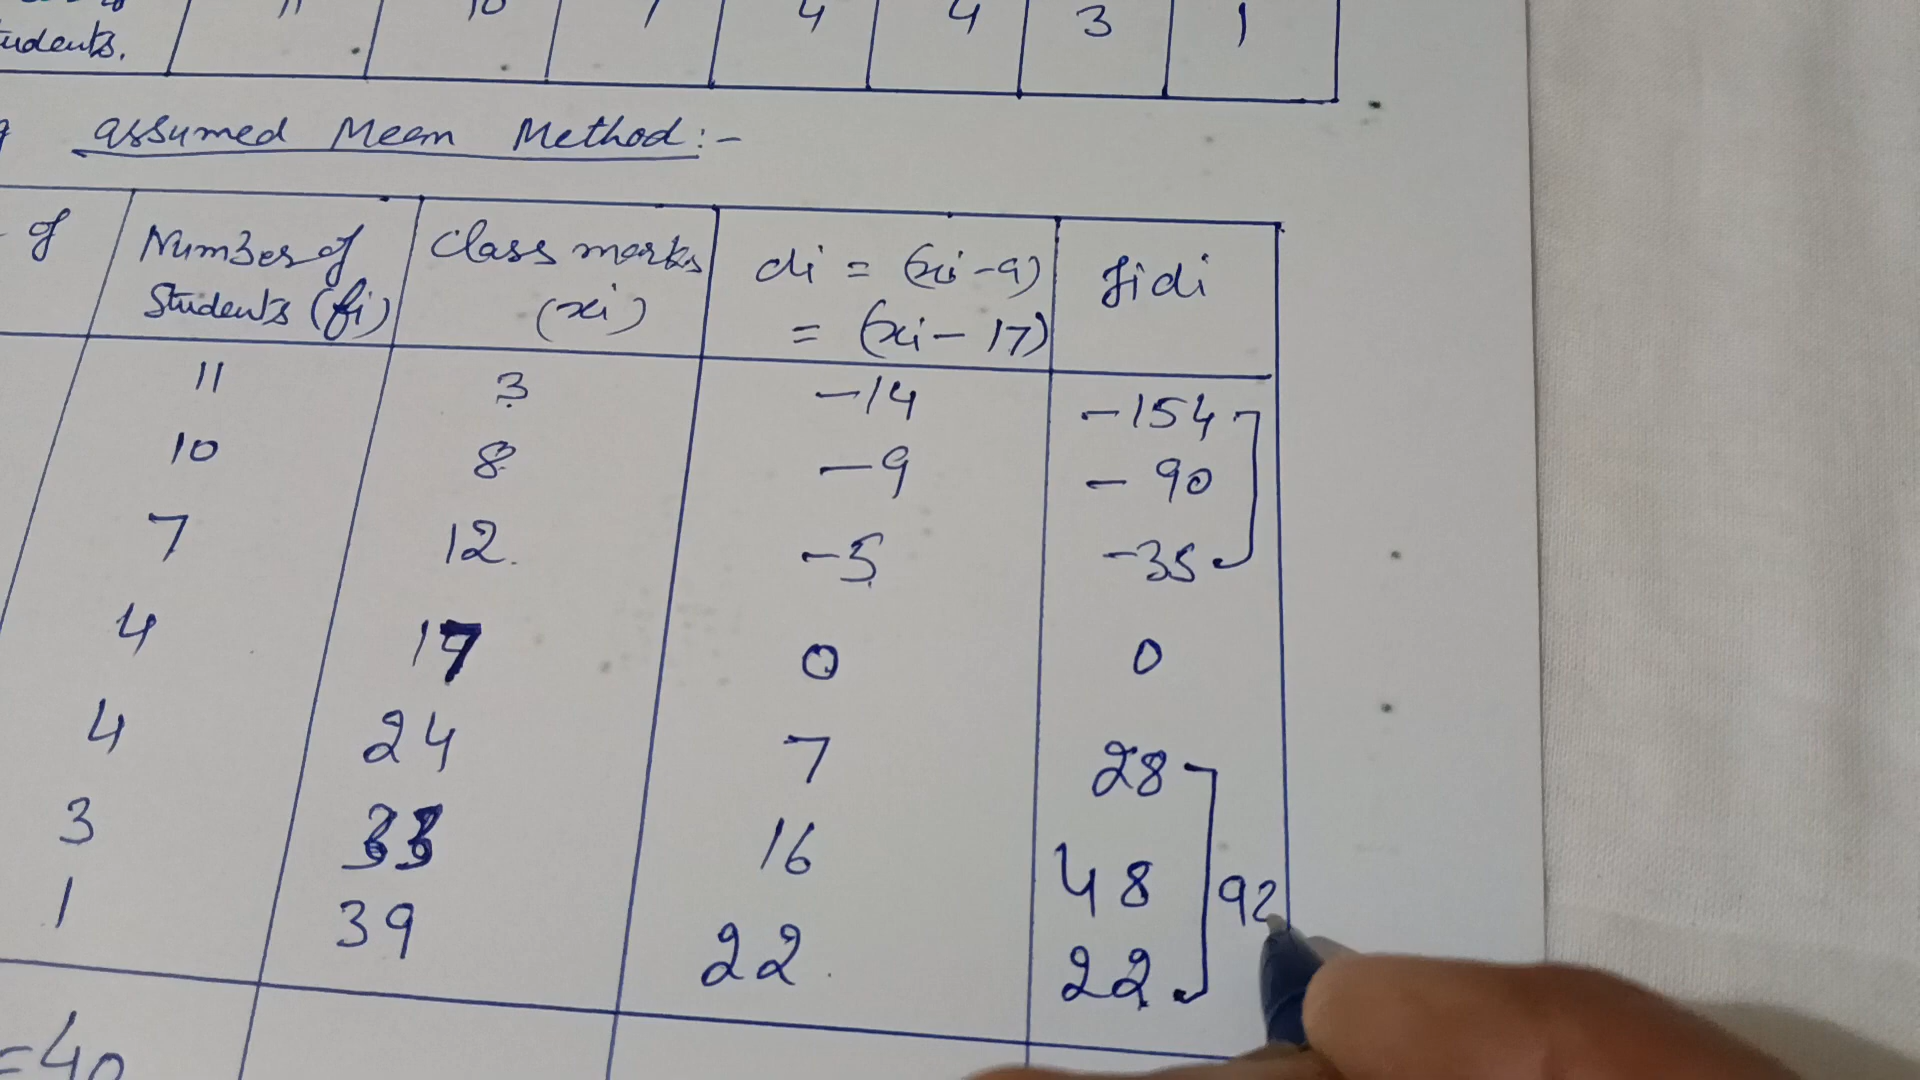 11 10 7 4 4 3 1
tudents.
assumed Mean Method:-
of Number of Class marks di = (xi-a) fidi
Students (fi) (xi) = (xi-17)
11 3 -14 -154
10 8 -9 -90
7 12 -5 -35
4 17 0 0
4 24 7 28
3 33 16 48 92
1 39 22 22
=40